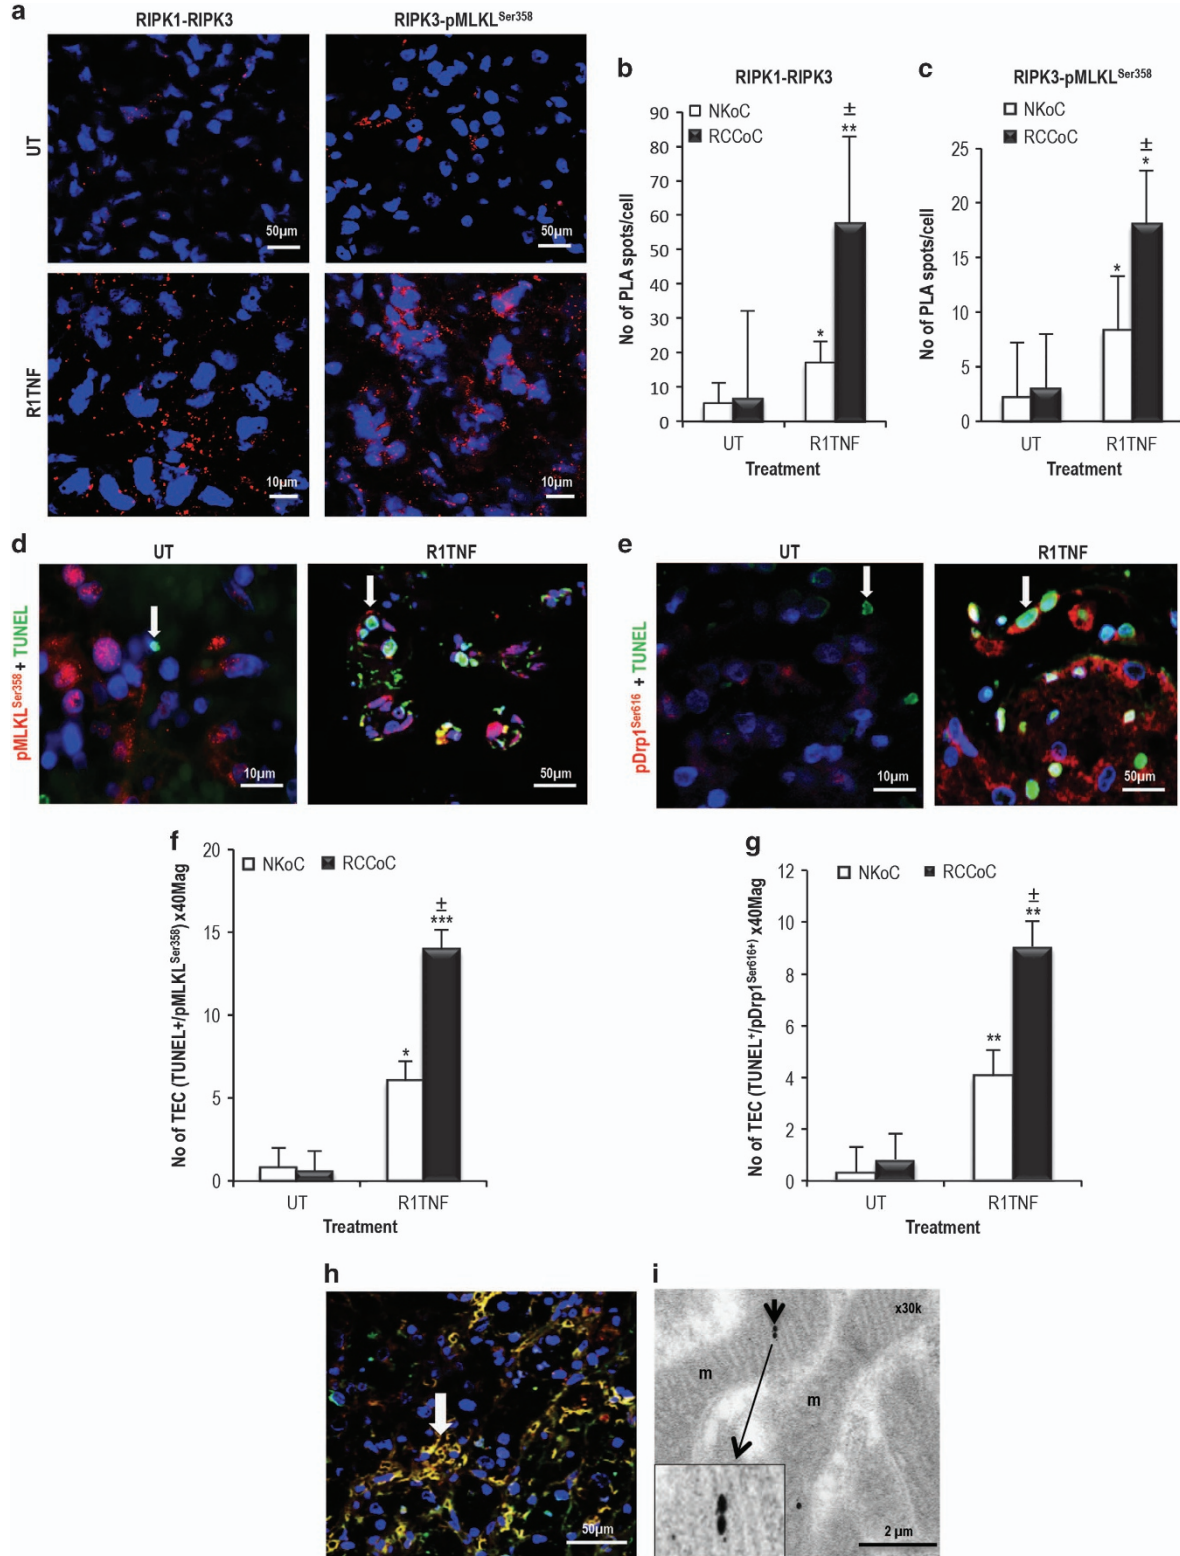 a
RIPK1-RIPK3
RIPK3-pMLKLSer358
UT
50µm
50µm
R1TNF
10µm
10µm
b
RIPK1-RIPK3
NKoC
RCCoC
No of PLA spots/cell
90
80
70
60
50
40
30
20
10
0
*
±
**
UT
R1TNF
Treatment
c
RIPK3-pMLKLSer358
NKoC
RCCoC
No of PLA spots/cell
25
20
15
10
5
0
*
±
*
UT
R1TNF
Treatment
d
UT
R1TNF
pMLKLSer358 + TUNEL
10µm
50µm
e
UT
R1TNF
pDrp1Ser616 + TUNEL
10µm
50µm
f
NKoC
RCCoC
No of TEC (TUNEL+/pMLKLSer358) x40Mag
20
15
10
5
0
*
±
***
UT
R1TNF
Treatment
g
NKoC
RCCoC
No of TEC (TUNEL+/pDrp1Ser616+) x40Mag
12
10
8
6
4
2
0
**
±
**
UT
R1TNF
Treatment
h
50µm
i
x30k
m
m
2 µm